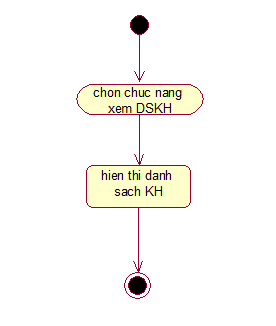 chon chuc nang
xem DSKH
hien thi danh
sach KH